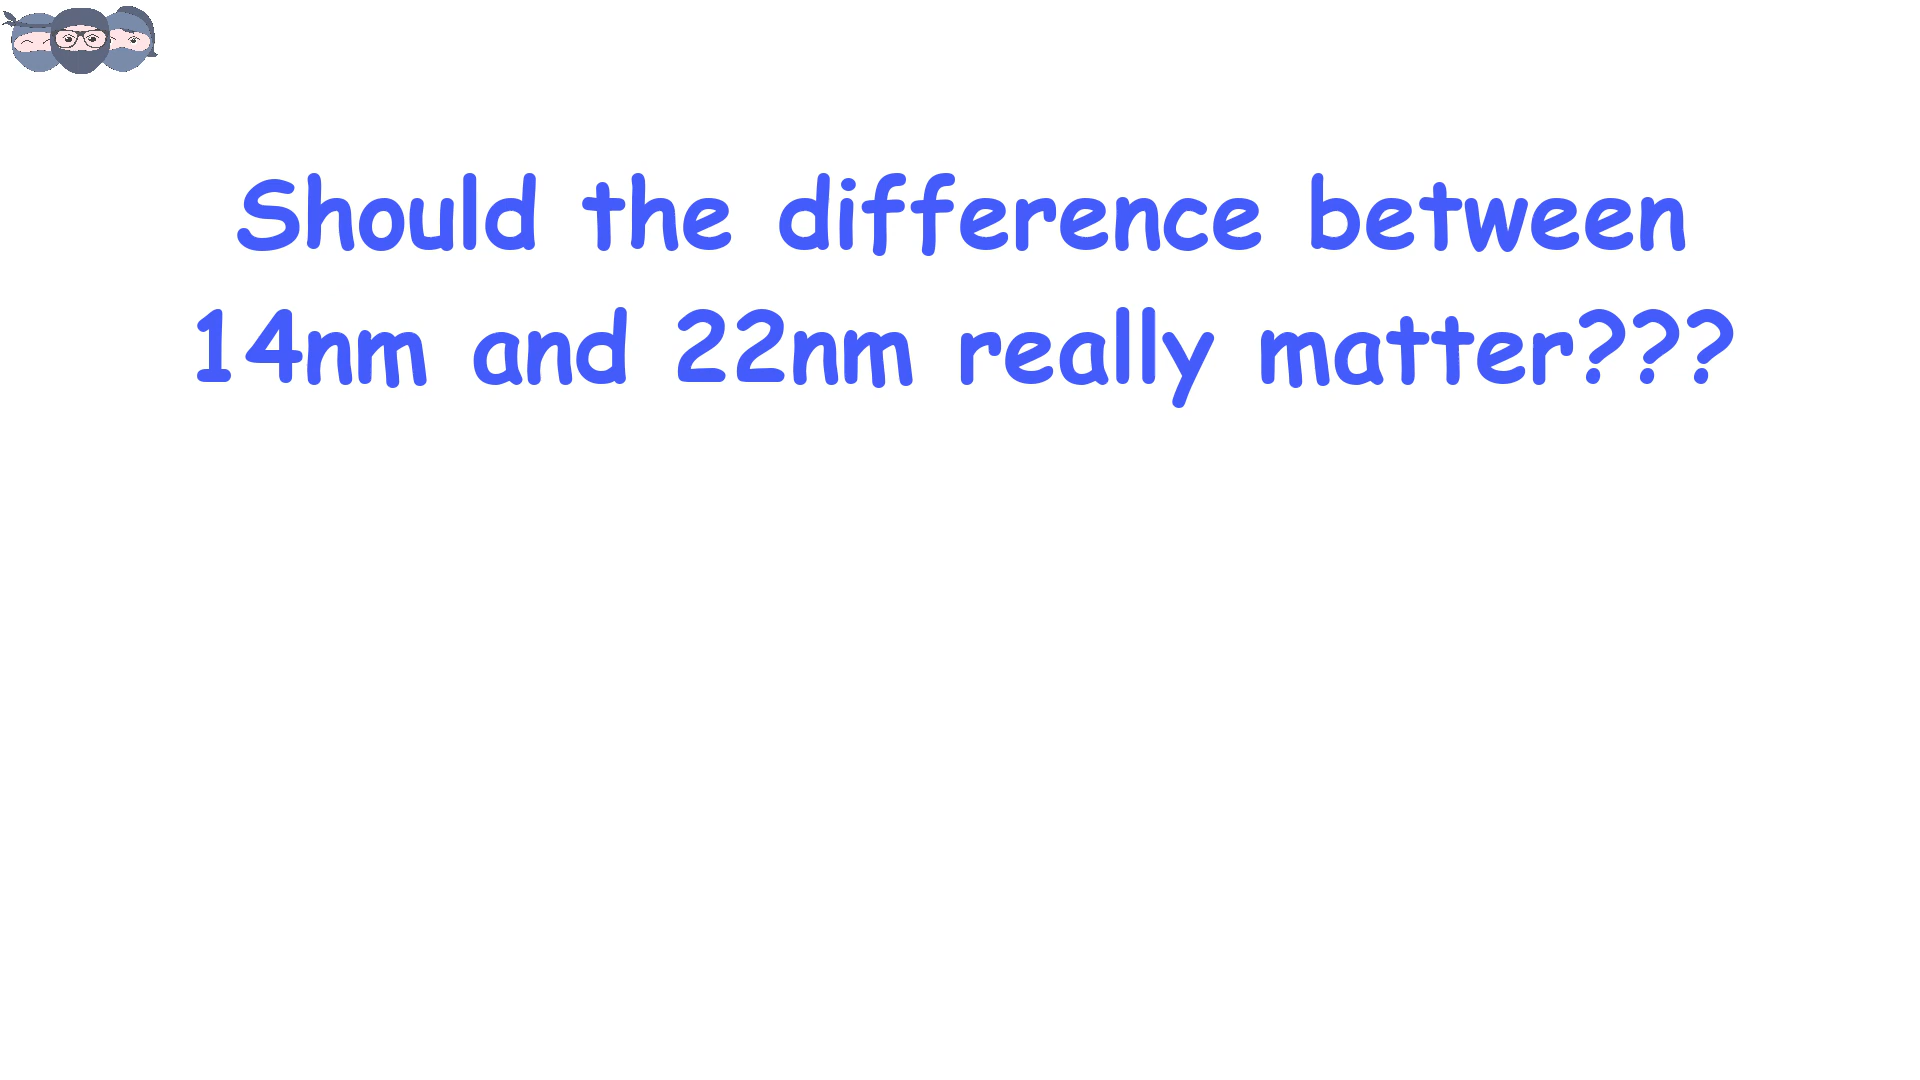 Should the difference between
14nm and 22nm really matter???